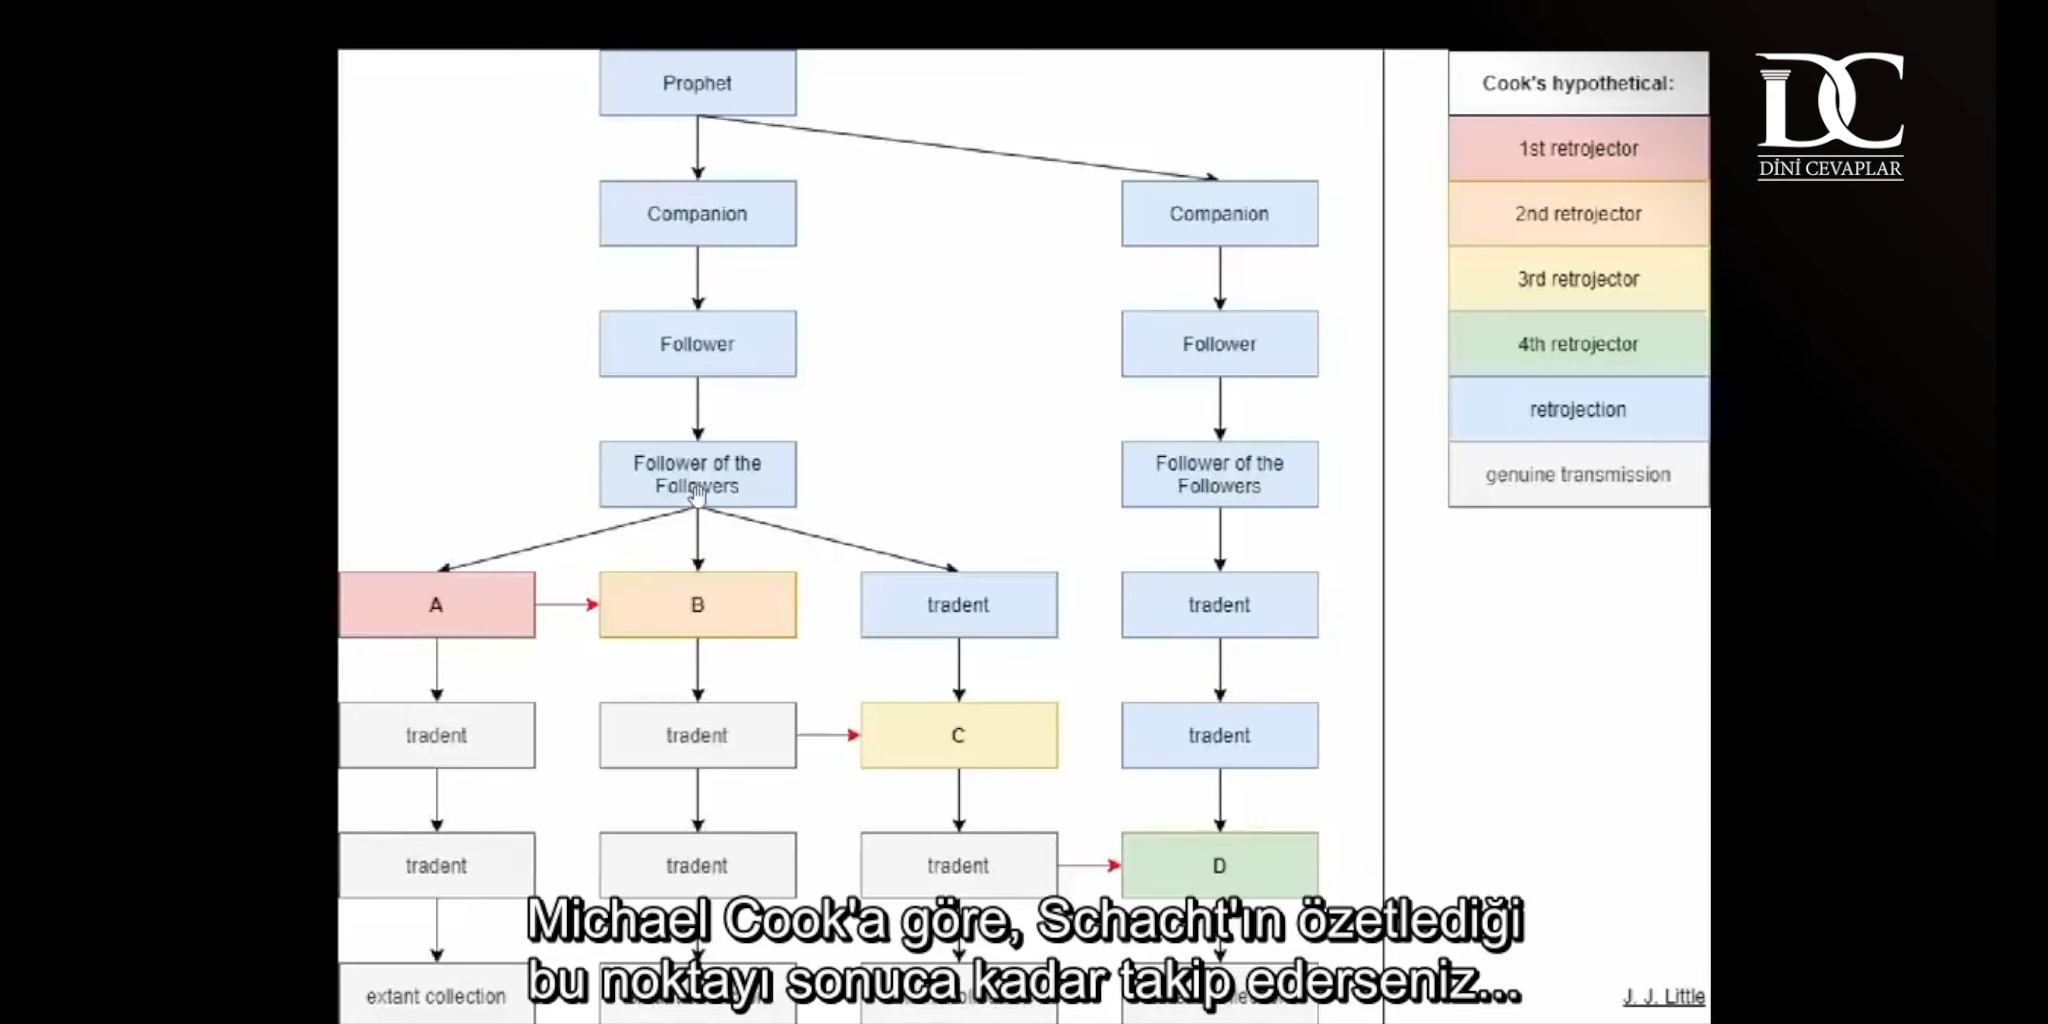 Prophet
Cook's hypothetical:
1st retrojector
2nd retrojector
3rd retrojector
4th retrojector
retrojection
genuine transmission
DC
DİNİ CEVAPLAR
Companion
Companion
Follower
Follower
Follower of the
Followers
Follower of the
Followers
A
B
tradent
tradent
tradent
tradent
C
tradent
tradent
tradent
tradent
D
extant collection
Michael Cook'a göre, Schacht'ın özetlediği
bu noktayı sonuca kadar takip ederseniz...
J. J. Little